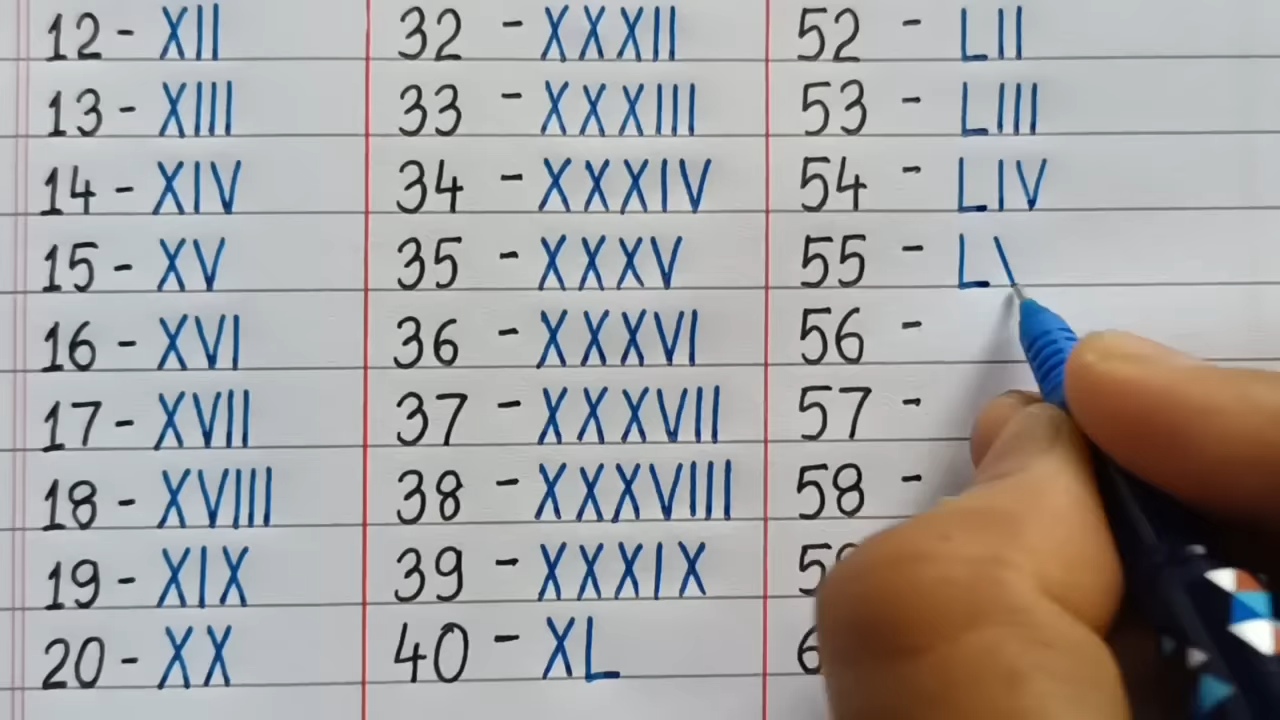 12 - XII
13 - XIII
14 - XIV
15 - XV
16 - XVI
17 - XVII
18 - XVIII
19 - XIX
20 - XX
32 - XXXII
33 - XXXIII
34 - XXXIV
35 - XXXV
36 - XXXVI
37 - XXXVII
38 - XXXVIII
39 - XXXIX
40 - XL
52 - LII
53 - LIII
54 - LIV
55 - L
56 -
57 -
58 -